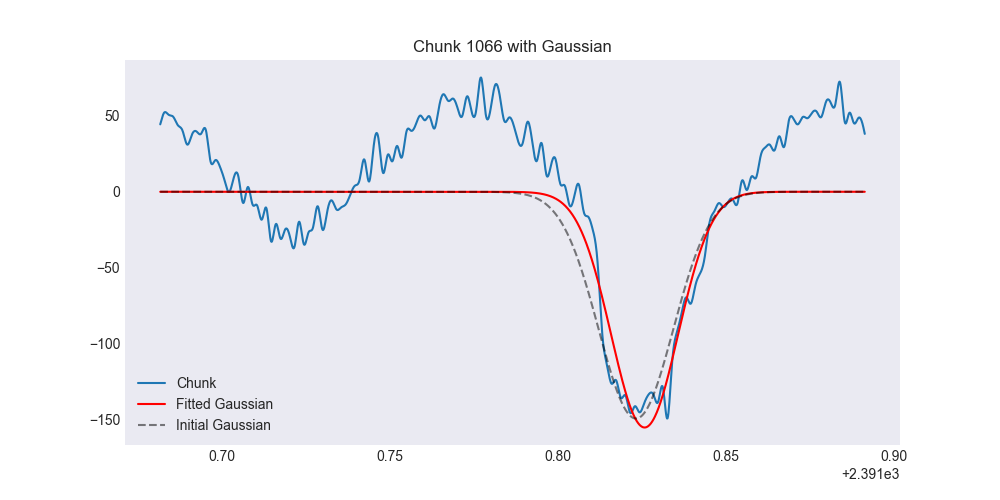 Chunk 1066 with Gaussian
50
0
−50
−100
−150
Chunk
Fitted Gaussian
Initial Gaussian
0.70 0.75 0.80 0.85 0.90
+2.391e3